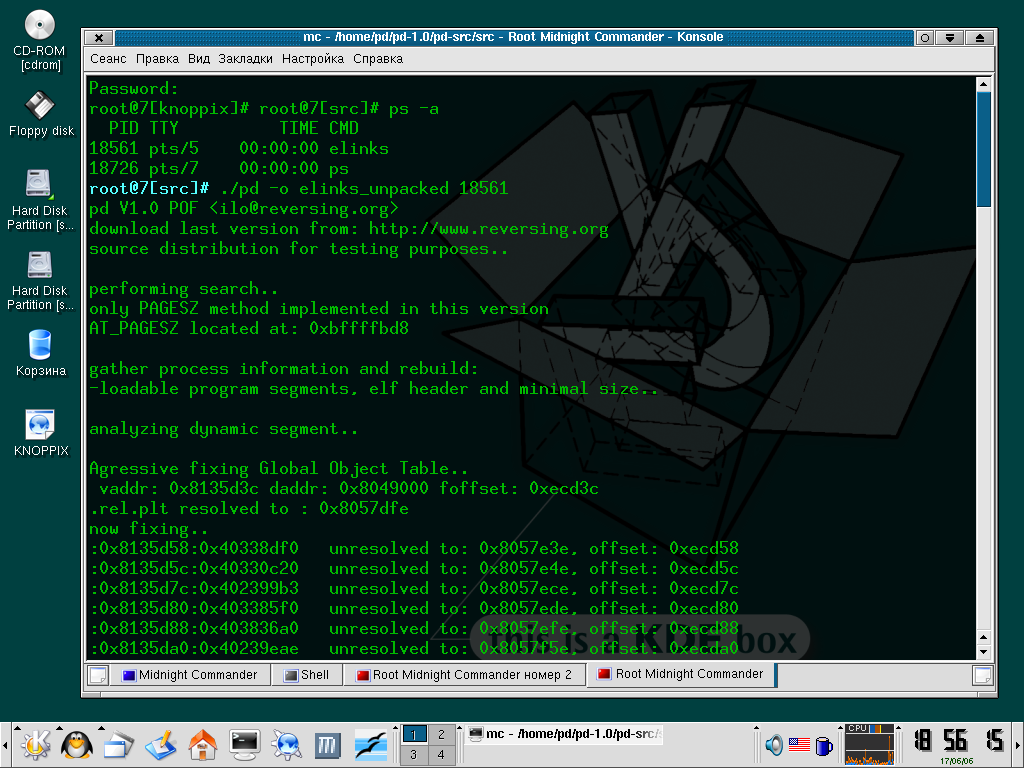 CD-ROM
[cdrom]
Floppy disk
Hard Disk
Partition [s...
Hard Disk
Partition [s...
Корзина
KNOPPIX
mc - /home/pd/pd-1.0/pd-src/src - Root Midnight Commander - Konsole
Сеанс Правка Вид Закладки Настройка Справка
Password:
root@7[knoppix]# root@7[src]# ps -a
PID TTY TIME CMD
18561 pts/5 00:00:00 elinks
18726 pts/7 00:00:00 ps
root@7[src]# ./pd -o elinks_unpacked 18561
pd V1.0 POF <ilo@reversing.org>
download last version from: http://www.reversing.org
source distribution for testing purposes..
performing search..
only PAGESZ method implemented in this version
AT_PAGESZ located at: 0xbffffbd8
gather process information and rebuild:
-loadable program segments, elf header and minimal size..
analyzing dynamic segment..
Agressive fixing Global Object Table..
vaddr: 0x8135d3c daddr: 0x8049000 foffset: 0xecd3c
.rel.plt resolved to : 0x8057dfe
now fixing..
:0x8135d58:0x40338df0 unresolved to: 0x8057e3e, offset: 0xecd58
:0x8135d5c:0x40330c20 unresolved to: 0x8057e4e, offset: 0xecd5c
:0x8135d7c:0x402399b3 unresolved to: 0x8057ece, offset: 0xecd7c
:0x8135d80:0x403385f0 unresolved to: 0x8057ede, offset: 0xecd80
:0x8135d88:0x403836a0 unresolved to: 0x8057efe, offset: 0xecd88
:0x8135da0:0x40239eae unresolved to: 0x8057f5e, offset: 0xecda0
this is a KDE box
Midnight Commander Shell Root Midnight Commander номер 2 Root Midnight Commander
1 2
3 4
mc - /home/pd/pd-1.0/pd-src/s
CPU
18 56 15
17/06/06